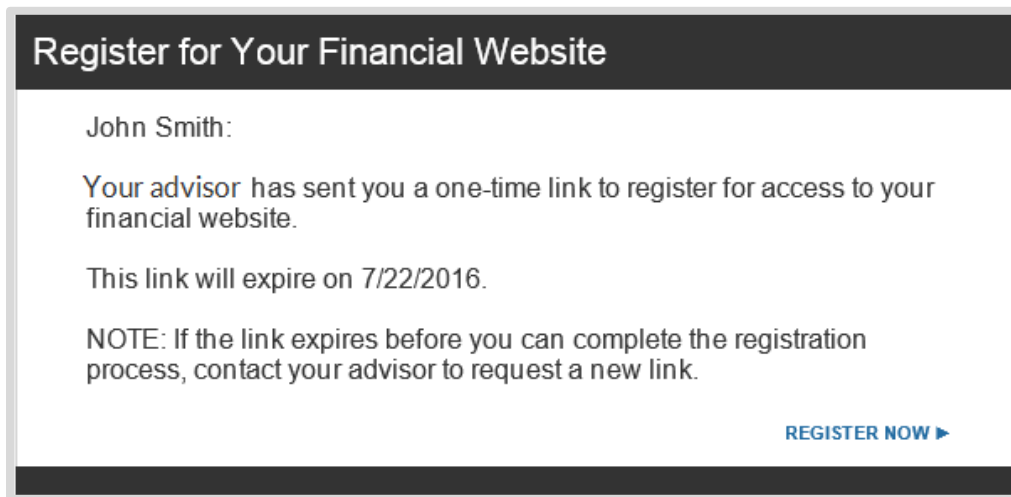 Register for Your Financial Website
John Smith:
Your advisor has sent you a one-time link to register for access to your
financial website.
This link will expire on 7/22/2016.
NOTE: If the link expires before you can complete the registration
process, contact your advisor to request a new link.
REGISTER NOW ►